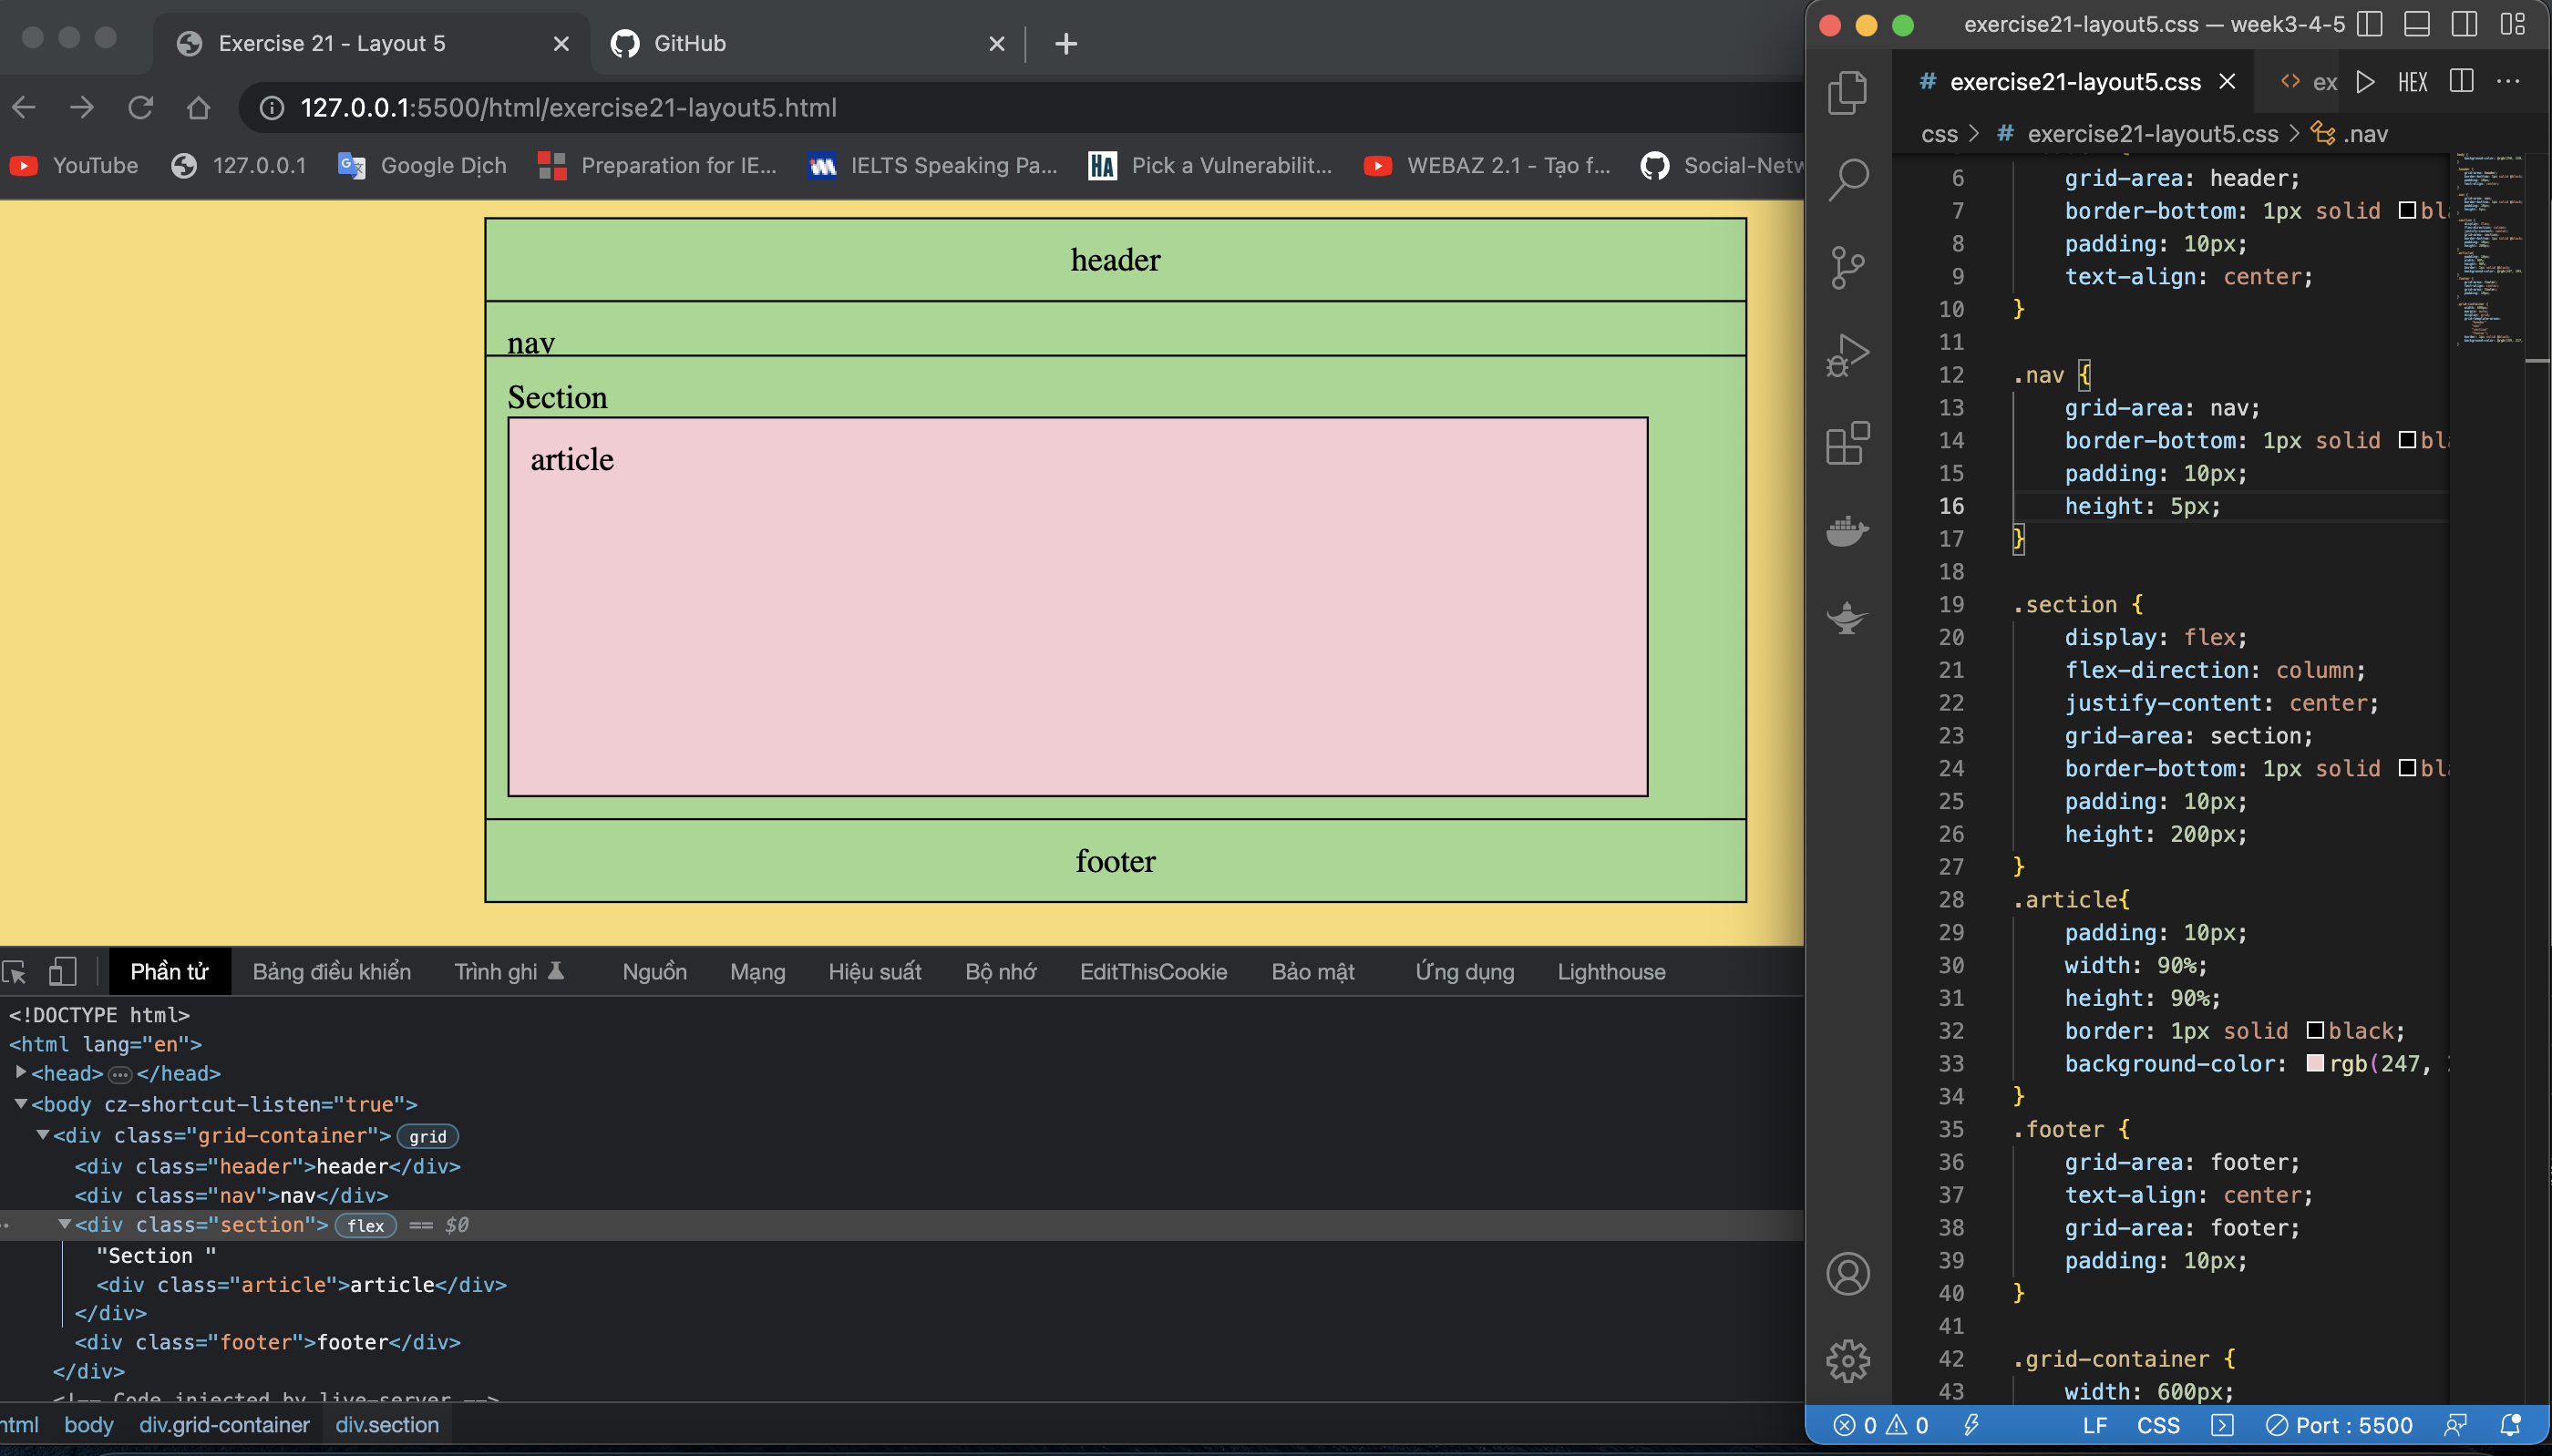 Exercise 21 - Layout 5
GitHub
127.0.0.1:5500/html/exercise21-layout5.html
YouTube
127.0.0.1
Google Dịch
Preparation for IE...
IELTS Speaking Pa...
HA
Pick a Vulnerabilit...
WEBAZ 2.1 - Tạo f...
Social-Netw
header
nav
Section
article
footer
Phần tử
Bảng điều khiển
Trình ghi
Nguồn
Mạng
Hiệu suất
Bộ nhớ
EditThisCookie
Bảo mật
Ứng dụng
Lighthouse
<!DOCTYPE html>
<html lang="en">
<head> ••• </head>
<body cz-shortcut-listen="true">
<div class="grid-container"> grid
<div class="header">header</div>
<div class="nav">nav</div>
<div class="section"> flex == $0
"Section "
<div class="article">article</div>
</div>
<div class="footer">footer</div>
</div>
<!-- Code injected by live-server -->
html body div.grid-container div.section
exercise21-layout5.css — week3-4-5
# exercise21-layout5.css
<> ex
HEX
css > # exercise21-layout5.css > .nav
6 grid-area: header;
7 border-bottom: 1px solid bla
8 padding: 10px;
9 text-align: center;
10 }
11
12 .nav {
13 grid-area: nav;
14 border-bottom: 1px solid bla
15 padding: 10px;
16 height: 5px;
17 }
18
19 .section {
20 display: flex;
21 flex-direction: column;
22 justify-content: center;
23 grid-area: section;
24 border-bottom: 1px solid bla
25 padding: 10px;
26 height: 200px;
27 }
28 .article{
29 padding: 10px;
30 width: 90%;
31 height: 90%;
32 border: 1px solid black;
33 background-color: rgb(247,
34 }
35 .footer {
36 grid-area: footer;
37 text-align: center;
38 grid-area: footer;
39 padding: 10px;
40 }
41
42 .grid-container {
43 width: 600px;
0 0
LF
CSS
Port : 5500